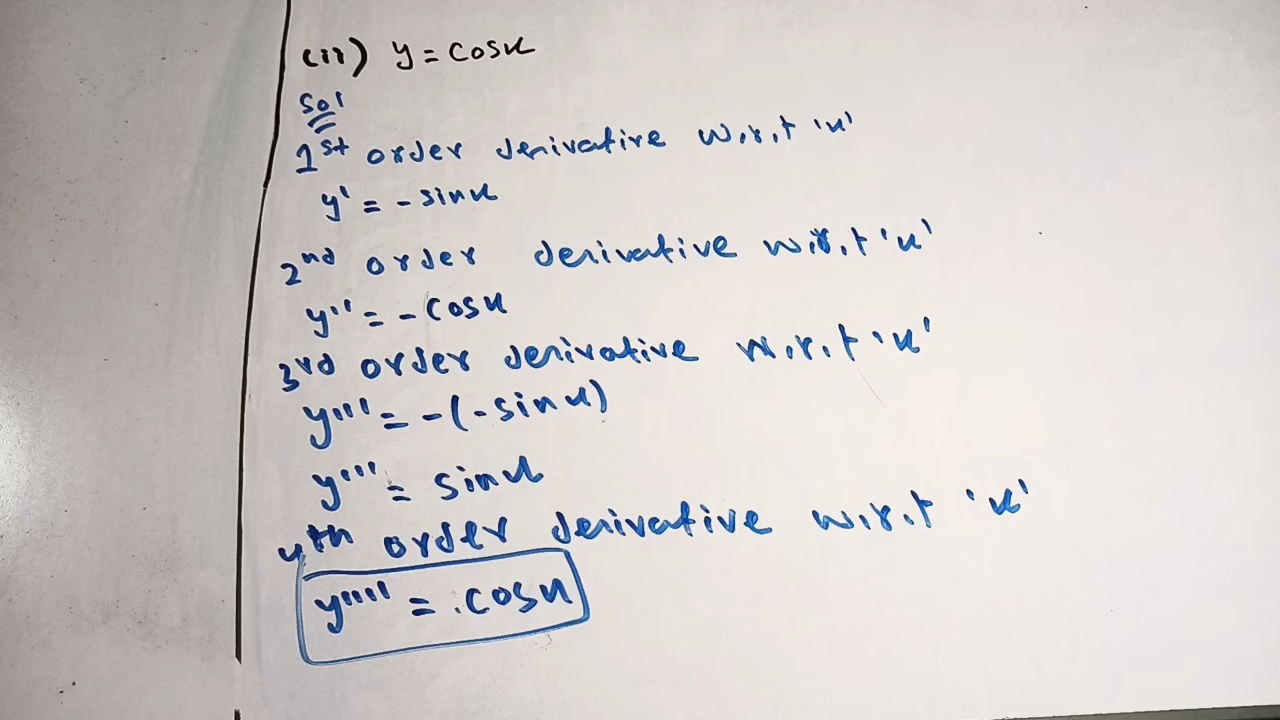 (ii) y = cosx
Sol
1st order derivative w.r.t 'x'
y' = - sinx
2nd order derivative w.r.t 'x'
y'' = - cosx
3rd order derivative w.r.t 'x'
y''' = -(-sinx)
y''' = sinx
4th order derivative w.r.t 'x'
y'''' = cosx